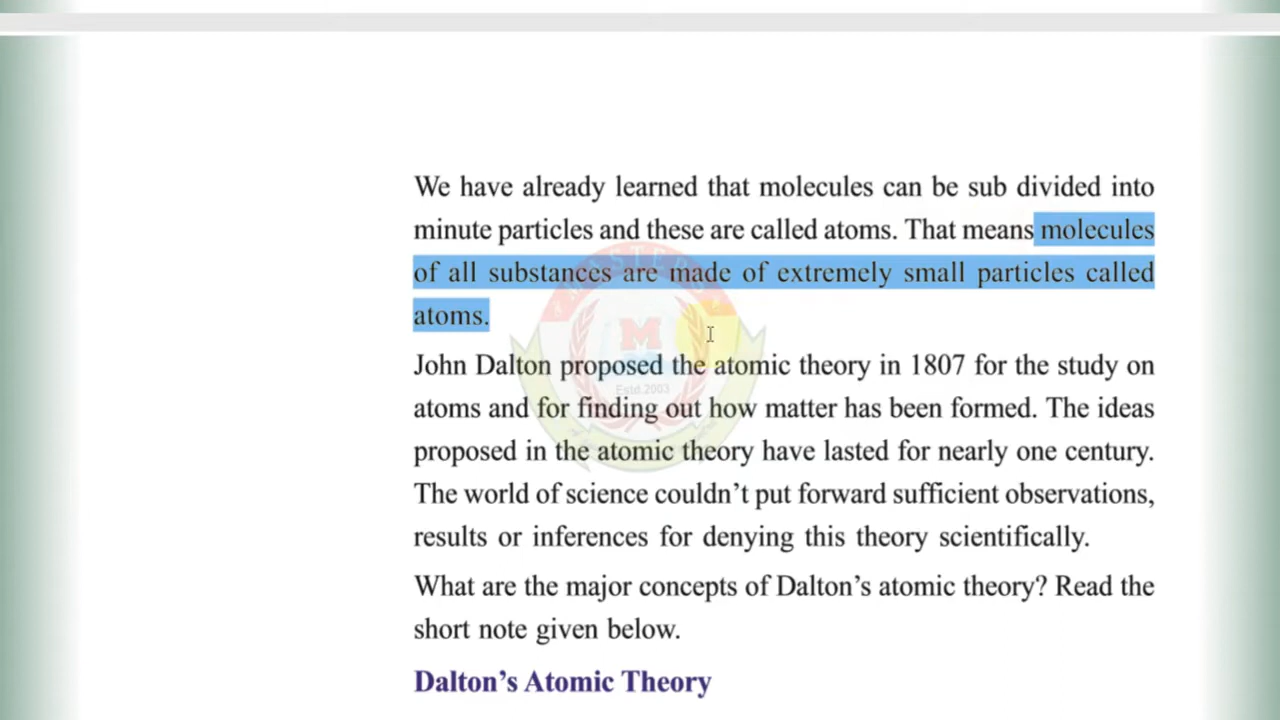 We have already learned that molecules can be sub divided into
minute particles and these are called atoms. That means molecules
of all substances are made of extremely small particles called
atoms.
MASTERS
M
Estd.2003
John Dalton proposed the atomic theory in 1807 for the study on
atoms and for finding out how matter has been formed. The ideas
proposed in the atomic theory have lasted for nearly one century.
The world of science couldn’t put forward sufficient observations,
results or inferences for denying this theory scientifically.
What are the major concepts of Dalton’s atomic theory? Read the
short note given below.
Dalton’s Atomic Theory